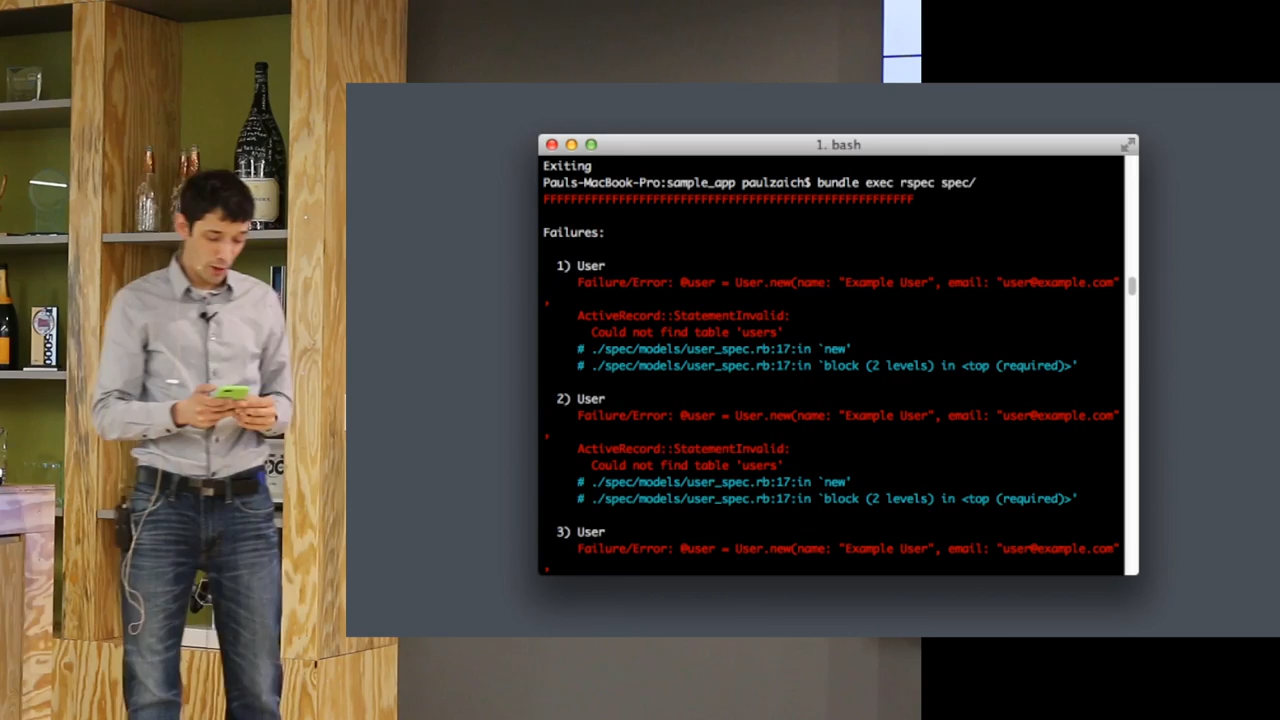 1. bash
Exiting
Pauls-MacBook-Pro:sample_app paulzaich$ bundle exec rspec spec/
Failures:
1) User
Failure/Error: @user = User.new(name: "Example User", email: "user@example.com"
,
ActiveRecord::StatementInvalid:
Could not find table 'users'
# ./spec/models/user_spec.rb:17:in `new'
# ./spec/models/user_spec.rb:17:in `block (2 levels) in <top (required)>'
2) User
Failure/Error: @user = User.new(name: "Example User", email: "user@example.com"
,
ActiveRecord::StatementInvalid:
Could not find table 'users'
# ./spec/models/user_spec.rb:17:in `new'
# ./spec/models/user_spec.rb:17:in `block (2 levels) in <top (required)>'
3) User
Failure/Error: @user = User.new(name: "Example User", email: "user@example.com"
,
5000